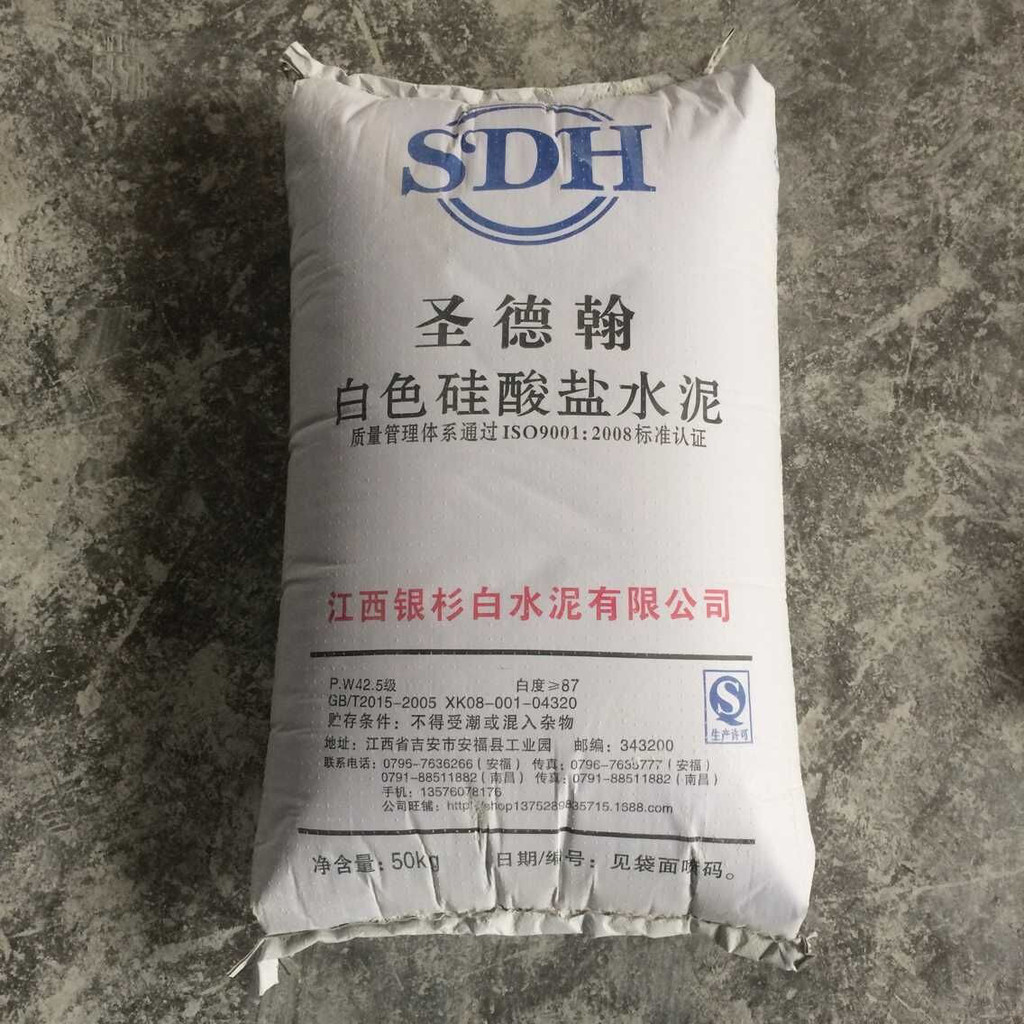 SDH
圣德翰
白色硅酸盐水泥
质量管理体系通过ISO9001:2008标准认证
江西银杉白水泥有限公司
P.W42.5级 白度≥87
GB/T2015-2005 XK08-001-04320
贮存条件：不得受潮或混入杂物
生产许可
地址：江西省吉安市安福县工业园 邮编：343200
联系电话：0796-7636266（安福） 传真：（安福）
0791-88511882（南昌） 传真：0791-88511882（南昌）
手机：13576078176
公司旺铺：
净含量：50kg 日期/编号：见袋面喷码。